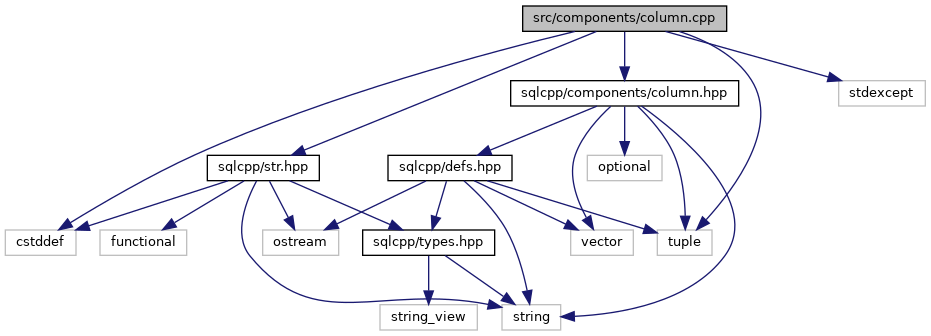 src/components/column.cpp
sqlcpp/components/column.hpp
stdexcept
sqlcpp/str.hpp
sqlcpp/defs.hpp
optional
cstddef
functional
ostream
sqlcpp/types.hpp
vector
tuple
string_view
string